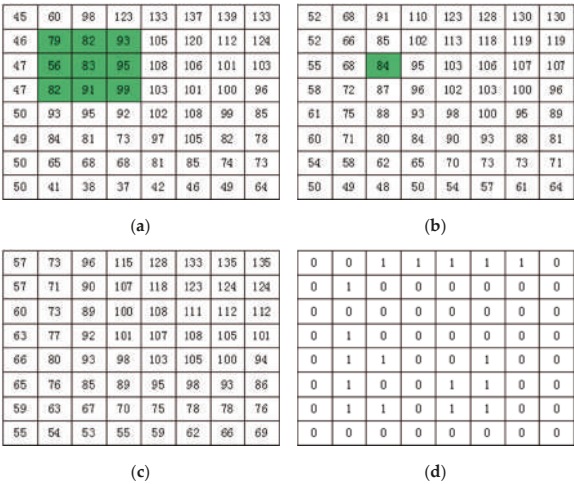 45 60 98 123 133 137 139 133
46 79 82 93 105 120 112 124
47 56 83 95 108 106 101 103
47 82 91 99 103 101 100 96
50 93 95 92 102 108 99 85
49 84 81 73 97 105 82 78
50 65 68 68 81 85 74 73
50 41 38 37 42 46 49 64
(a)
52 68 91 110 123 128 130 130
52 66 85 102 113 118 119 119
55 68 84 95 103 106 107 107
58 72 87 96 102 103 100 96
61 75 88 93 98 100 95 89
60 71 80 84 90 93 88 81
54 58 62 65 70 73 73 71
50 49 48 50 54 57 61 64
(b)
57 73 96 115 128 133 135 135
57 71 90 107 118 123 124 124
60 73 89 100 108 111 112 112
63 77 92 101 107 108 105 101
66 80 93 98 103 105 100 94
65 76 85 89 95 98 93 86
59 63 67 70 75 78 78 76
55 54 53 55 59 62 66 69
(c)
0 0 1 1 1 1 1 0
0 1 0 0 0 0 0 0
0 0 0 0 0 0 0 0
0 1 0 0 0 0 0 0
0 1 1 0 0 1 0 0
0 1 0 0 1 1 0 0
0 1 1 0 1 1 0 0
0 0 0 0 0 0 0 0
(d)